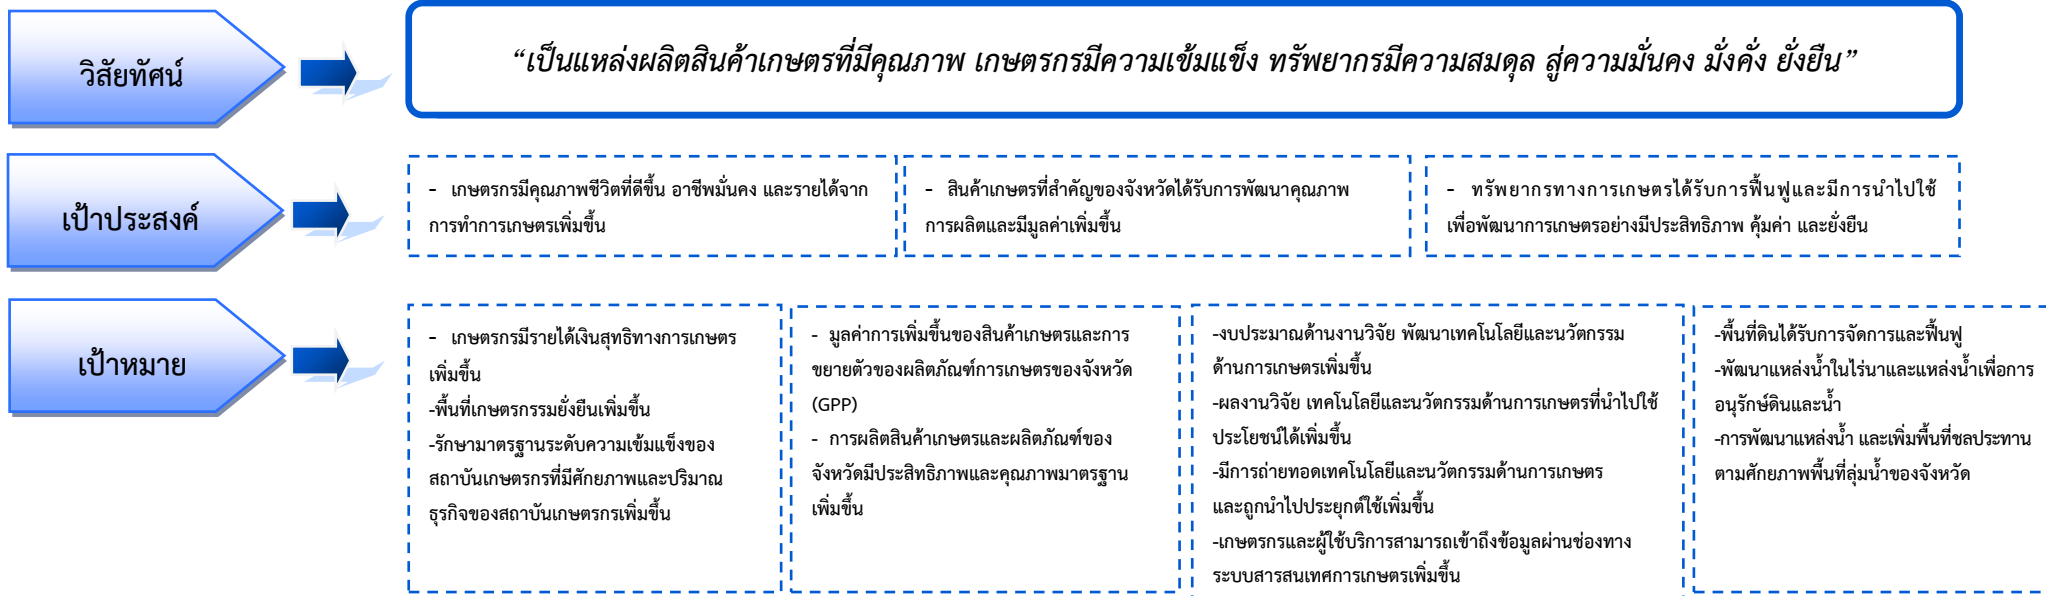 วิสัยทัศน์
“เป็นแหล่งผลิตสินค้าเกษตรที่มีคุณภาพ เกษตรกรมีความเข้มแข็ง ทรัพยากรมีความสมดุล สู่ความมั่นคง มั่งคั่ง ยั่งยืน”
เป้าประสงค์
- เกษตรกรมีคุณภาพชีวิตที่ดีขึ้น อาชีพมั่นคง และรายได้จาก
การทำการเกษตรเพิ่มขึ้น
- สินค้าเกษตรที่สำคัญของจังหวัดได้รับการพัฒนาคุณภาพ
การผลิตและมีมูลค่าเพิ่มขึ้น
- ทรัพยากรทางการเกษตรได้รับการฟื้นฟูและมีการนำไปใช้
เพื่อพัฒนาการเกษตรอย่างมีประสิทธิภาพ คุ้มค่า และยั่งยืน
เป้าหมาย
- เกษตรกรมีรายได้เงินสุทธิทางการเกษตร
เพิ่มขึ้น
-พื้นที่เกษตรกรรมยั่งยืนเพิ่มขึ้น
-รักษามาตรฐานระดับความเข้มแข็งของ
สถาบันเกษตรกรที่มีศักยภาพและปริมาณ
ธุรกิจของสถาบันเกษตรกรเพิ่มขึ้น
- มูลค่าการเพิ่มขึ้นของสินค้าเกษตรและการ
ขยายตัวของผลิตภัณฑ์การเกษตรของจังหวัด
(GPP)
- การผลิตสินค้าเกษตรและผลิตภัณฑ์ของ
จังหวัดมีประสิทธิภาพและคุณภาพมาตรฐาน
เพิ่มขึ้น
-งบประมาณด้านงานวิจัย พัฒนาเทคโนโลยีและนวัตกรรม
ด้านการเกษตรเพิ่มขึ้น
-ผลงานวิจัย เทคโนโลยีและนวัตกรรมด้านการเกษตรที่นำไปใช้
ประโยชน์ได้เพิ่มขึ้น
-มีการถ่ายทอดเทคโนโลยีและนวัตกรรมด้านการเกษตร
และถูกนำไปประยุกต์ใช้เพิ่มขึ้น
-เกษตรกรและผู้ใช้บริการสามารถเข้าถึงข้อมูลผ่านช่องทาง
ระบบสารสนเทศการเกษตรเพิ่มขึ้น
-พื้นที่ดินได้รับการจัดการและฟื้นฟู
-พัฒนาแหล่งน้ำในไร่นาและแหล่งน้ำเพื่อการ
อนุรักษ์ดินและน้ำ
-การพัฒนาแหล่งน้ำ และเพิ่มพื้นที่ชลประทาน
ตามศักยภาพพื้นที่ลุ่มน้ำของจังหวัด